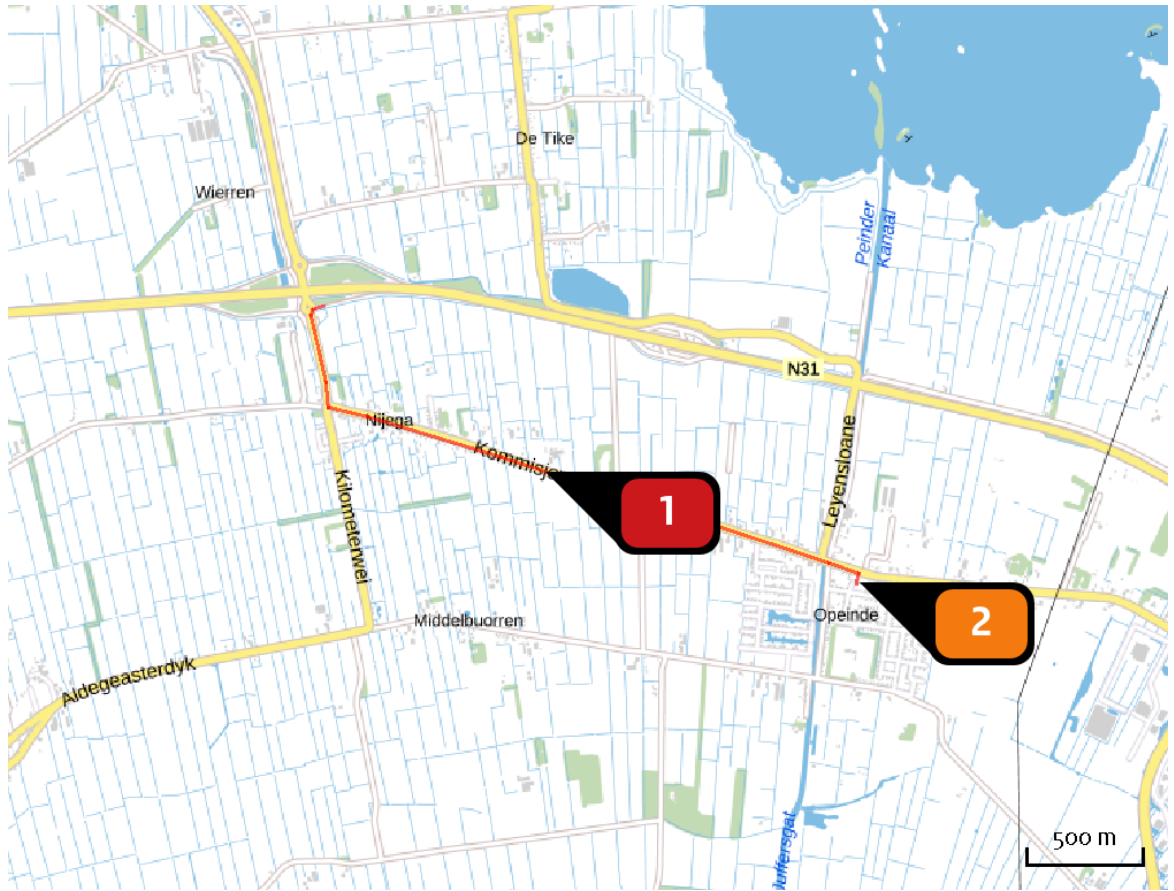 De Tike
Wierren
Peinder
Kanaal
N31
Nijega
Kommisje
Leyensloane
1
Kilometerwei
Opeinde
2
Middelbuorren
Aldegeasterdyk
500 m